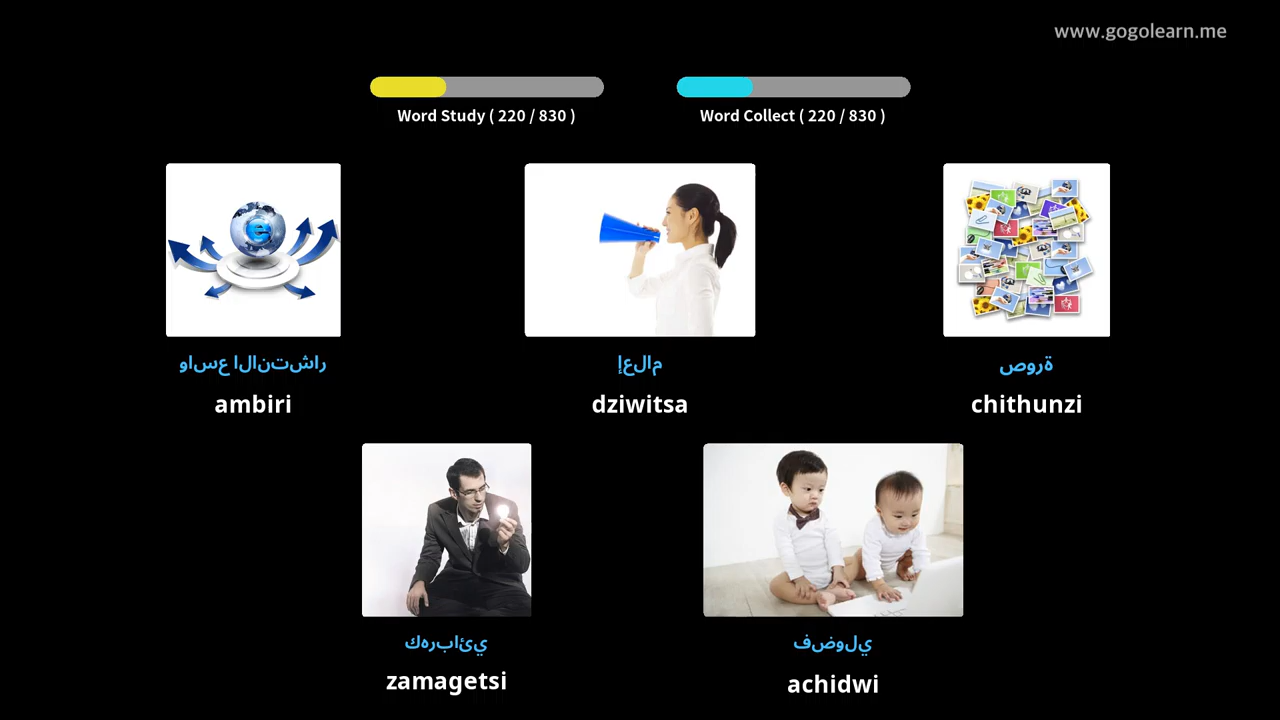 www.gogolearn.me
Word Study ( 220 / 830 )
Word Collect ( 220 / 830 )
واسع الانتشار
إعلام
صورة
ambiri
dziwitsa
chithunzi
كهربائي
فضولي
zamagetsi
achidwi